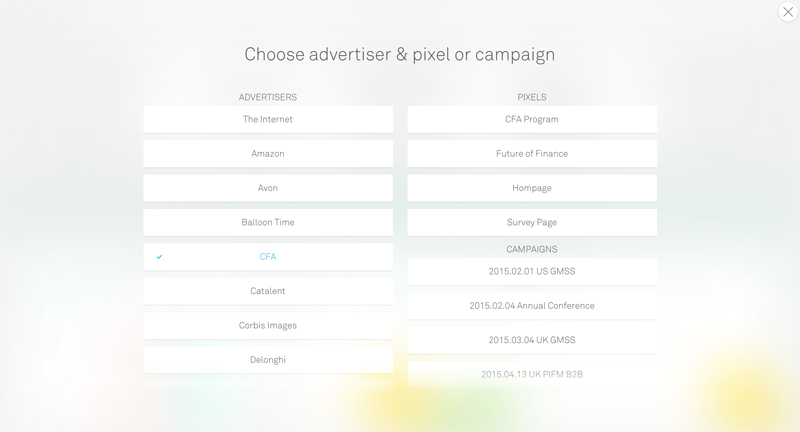 Choose advertiser & pixel or campaign
ADVERTISERS
The Internet
Amazon
Avon
Balloon Time
CFA
Catalent
Corbis Images
Delonghi
PIXELS
CFA Program
Future of Finance
Hompage
Survey Page
CAMPAIGNS
2015.02.01 US GMSS
2015.02.04 Annual Conference
2015.03.04 UK GMSS
2015.04.13 UK PIFM B2B